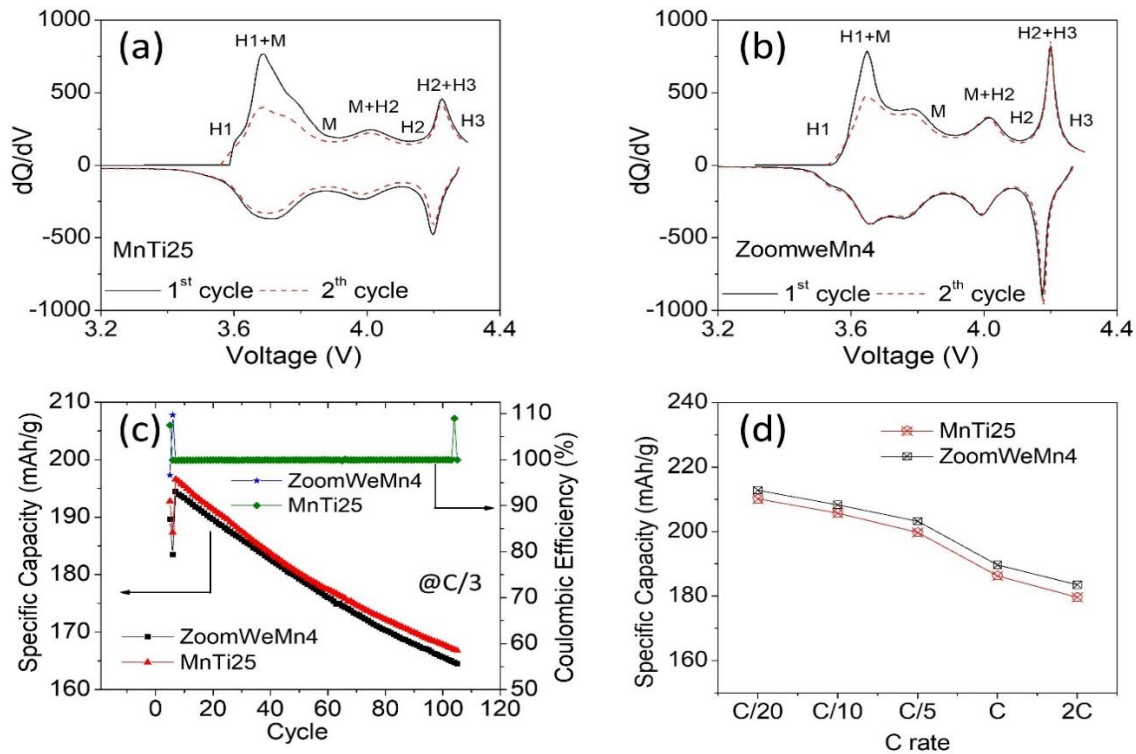 (a)
1000
500
0
-500
-1000
dQ/dV
H1+M
H1
M
M+H2
H2
H2+H3
H3
MnTi25
1st cycle 2th cycle
3.2 3.6 4.0 4.4
Voltage (V)
(b)
1000
500
0
-500
-1000
dQ/dV
H1+M
H1
M
M+H2
H2
H2+H3
H3
ZoomweMn4
1st cycle 2th cycle
3.2 3.6 4.0 4.4
Voltage (V)
(c)
210
200
190
180
170
160
Specific Capacity (mAh/g)
ZoomWeMn4
MnTi25
@C/3
ZoomWeMn4
MnTi25
110
100
90
80
70
60
50
Coulombic Efficiency (%)
0 20 40 60 80 100 120
Cycle
(d)
240
220
200
180
160
Specific Capacity (mAh/g)
MnTi25
ZoomWeMn4
C/20 C/10 C/5 C 2C
C rate